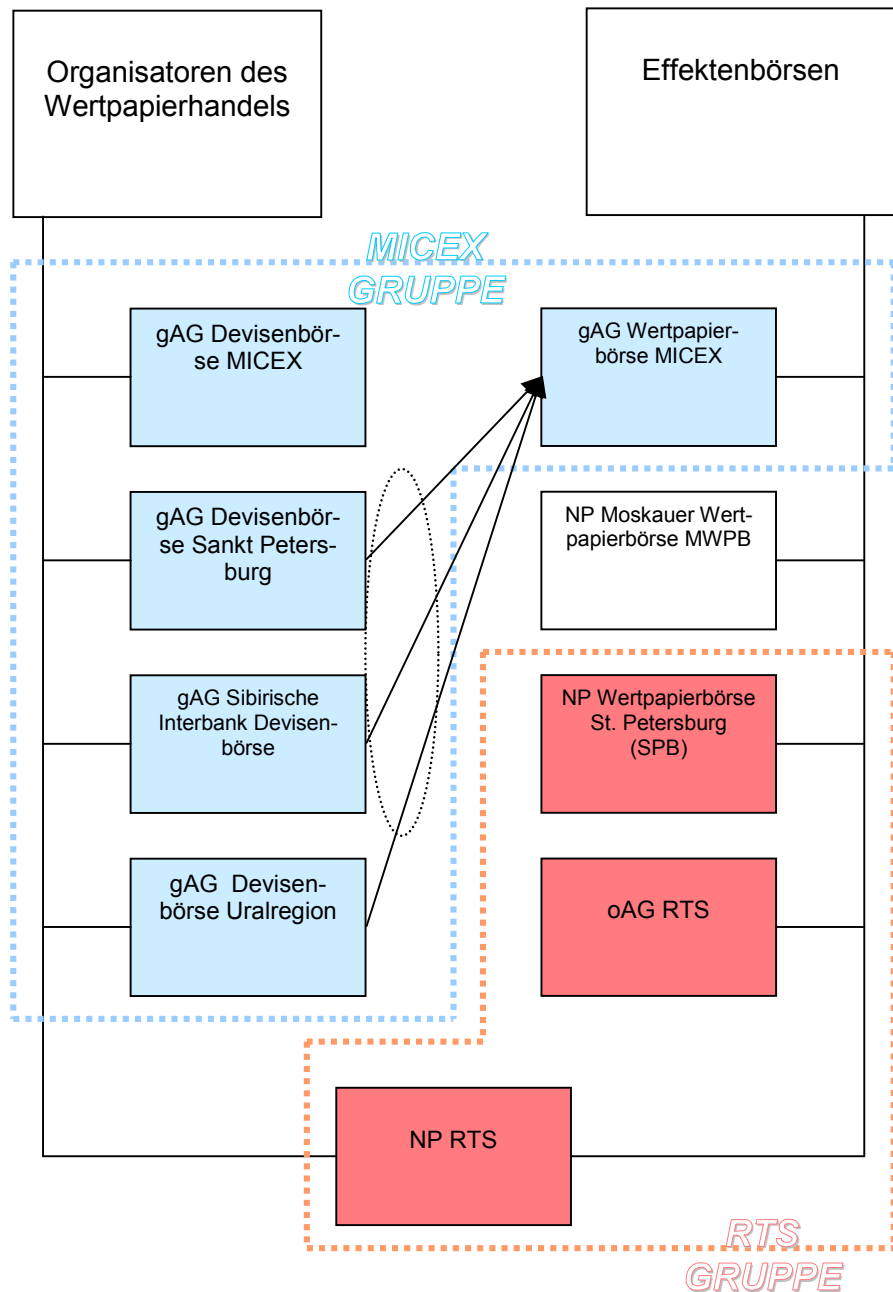 Organisatoren des
Wertpapierhandels
Effektenbörsen
MICEX
GRUPPE
gAG Devisenbör-
se MICEX
gAG Wertpapier-
börse MICEX
gAG Devisenbör-
se Sankt Peters-
burg
NP Moskauer Wert-
papierbörse MWPB
gAG Sibirische
Interbank Devisen-
börse
NP Wertpapierbörse
St. Petersburg
(SPB)
gAG Devisen-
börse Uralregion
oAG RTS
NP RTS
RTS
GRUPPE